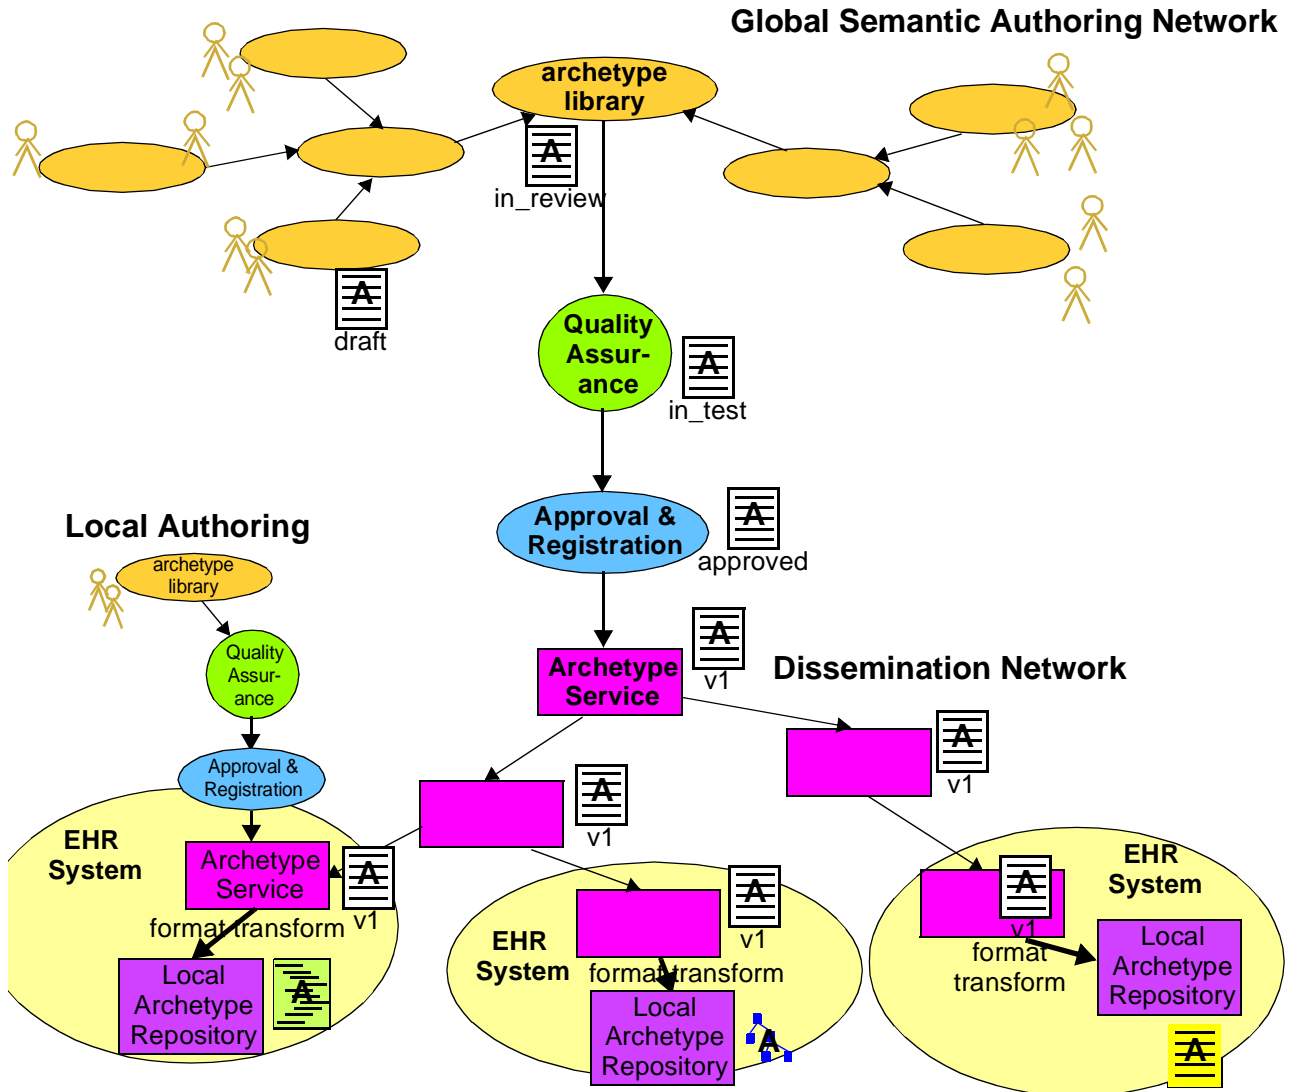 Global Semantic Authoring Network
archetype
library
A
in_review
A
draft
Quality
Assur-
ance
A
in_test
Approval &
Registration
A
approved
Local Authoring
archetype
library
Quality
Assur-
ance
Approval &
Registration
Archetype
Service
A
v1
Dissemination Network
A
v1
A
v1
EHR
System
Archetype
Service
A
v1
format transform
Local
Archetype
Repository
A
EHR
System
A
v1
format transform
Local
Archetype
Repository
A
EHR
System
A
v1
format
transform
Local
Archetype
Repository
A